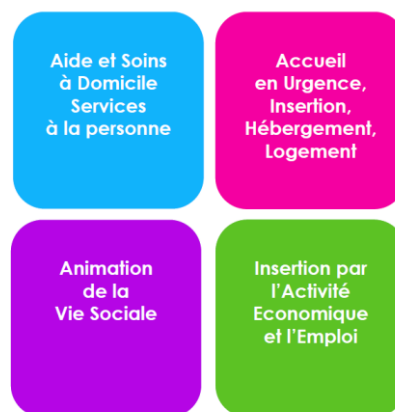 Aide et Soins
à Domicile
Services
à la personne
Accueil
en Urgence,
Insertion,
Hébergement,
Logement
Animation
de la
Vie Sociale
Insertion par
l'Activité
Economique
et l'Emploi